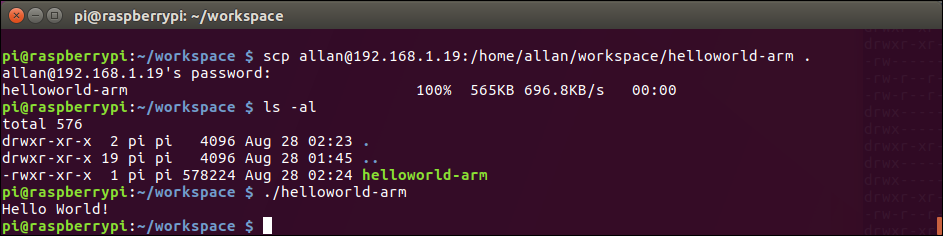 pi@raspberrypi: ~/workspace
pi@raspberrypi:~/workspace $ scp allan@192.168.1.19:/home/allan/workspace/helloworld-arm .
allan@192.168.1.19's password:
helloworld-arm 100% 565KB 696.8KB/s 00:00
pi@raspberrypi:~/workspace $ ls -al
total 576
drwxr-xr-x 2 pi pi 4096 Aug 28 02:23 .
drwxr-xr-x 19 pi pi 4096 Aug 28 01:45 ..
-rwxr-xr-x 1 pi pi 578224 Aug 28 02:24 helloworld-arm
pi@raspberrypi:~/workspace $ ./helloworld-arm
Hello World!
pi@raspberrypi:~/workspace $